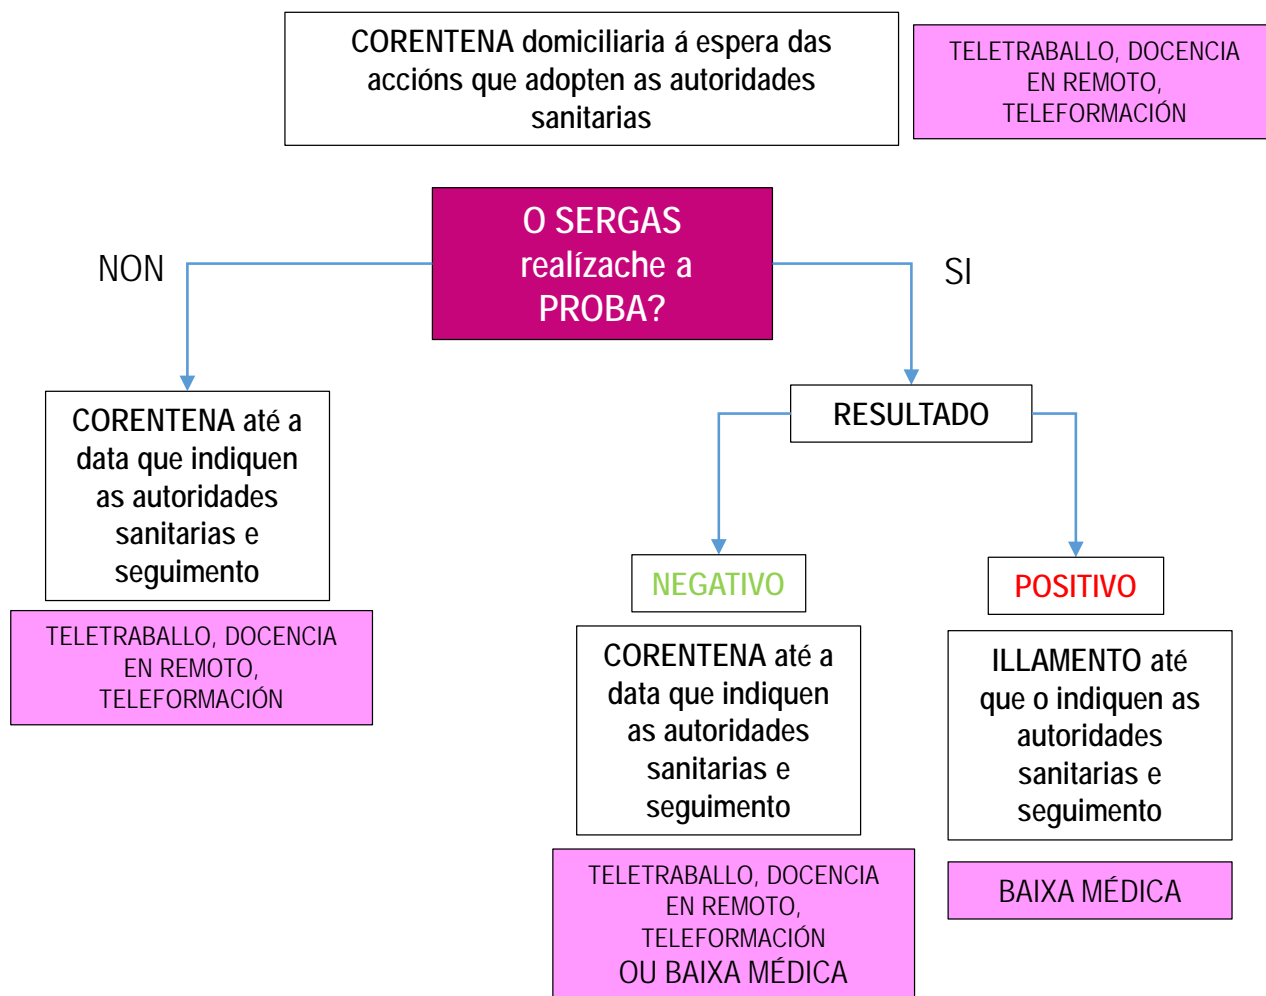 CORENTENA domiciliaria á espera das
accións que adopten as autoridades
sanitarias
TELETRABALLO, DOCENCIA
EN REMOTO,
TELEFORMACIÓN
O SERGAS
realízache a
PROBA?
NON
SI
CORENTENA até a
data que indiquen
as autoridades
sanitarias e
seguimento
TELETRABALLO, DOCENCIA
EN REMOTO,
TELEFORMACIÓN
RESULTADO
NEGATIVO
CORENTENA até a
data que indiquen
as autoridades
sanitarias e
seguimento
TELETRABALLO, DOCENCIA
EN REMOTO,
TELEFORMACIÓN
OU BAIXA MÉDICA
POSITIVO
ILLAMENTO até
que o indiquen as
autoridades
sanitarias e
seguimento
BAIXA MÉDICA